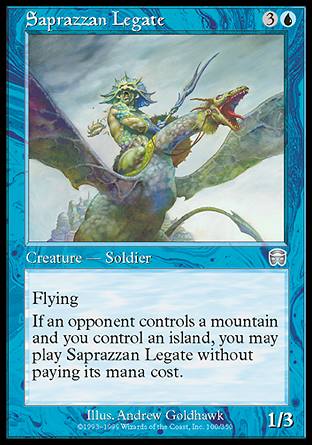 Saprazzan Legate 3
Creature — Soldier
Flying
If an opponent controls a mountain
and you control an island, you may
play Saprazzan Legate without
paying its mana cost.
Illus. Andrew Goldhawk
©1993–1999 Wizards of the Coast, Inc. 100/350
1/3